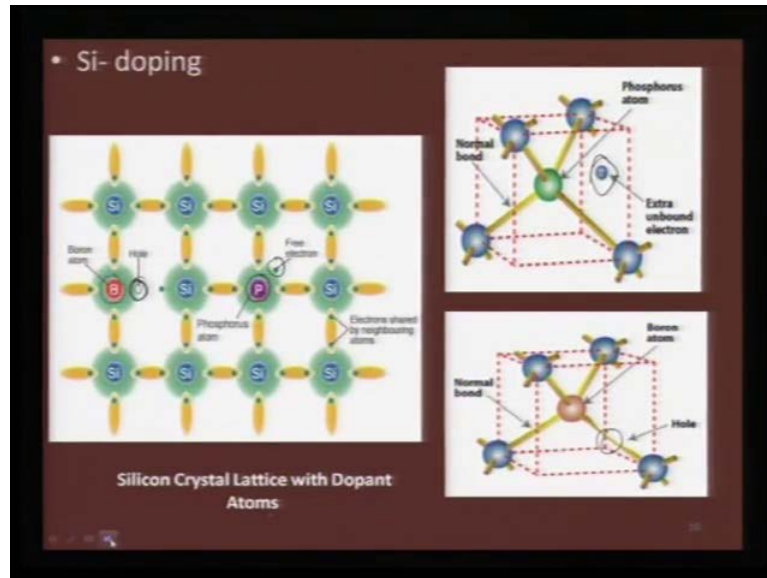 • Si- doping
Si
Si
Si
Si
Boron
atom
Hole
Free
electron
B
Si
P
Si
Phosphorus
atom
Electrons shared
by neighbouring
atoms
Si
Si
Si
Si
Silicon Crystal Lattice with Dopant
Atoms
Phosphorus
atom
Normal
bond
Extra
unbound
electron
Boron
atom
Normal
bond
Hole